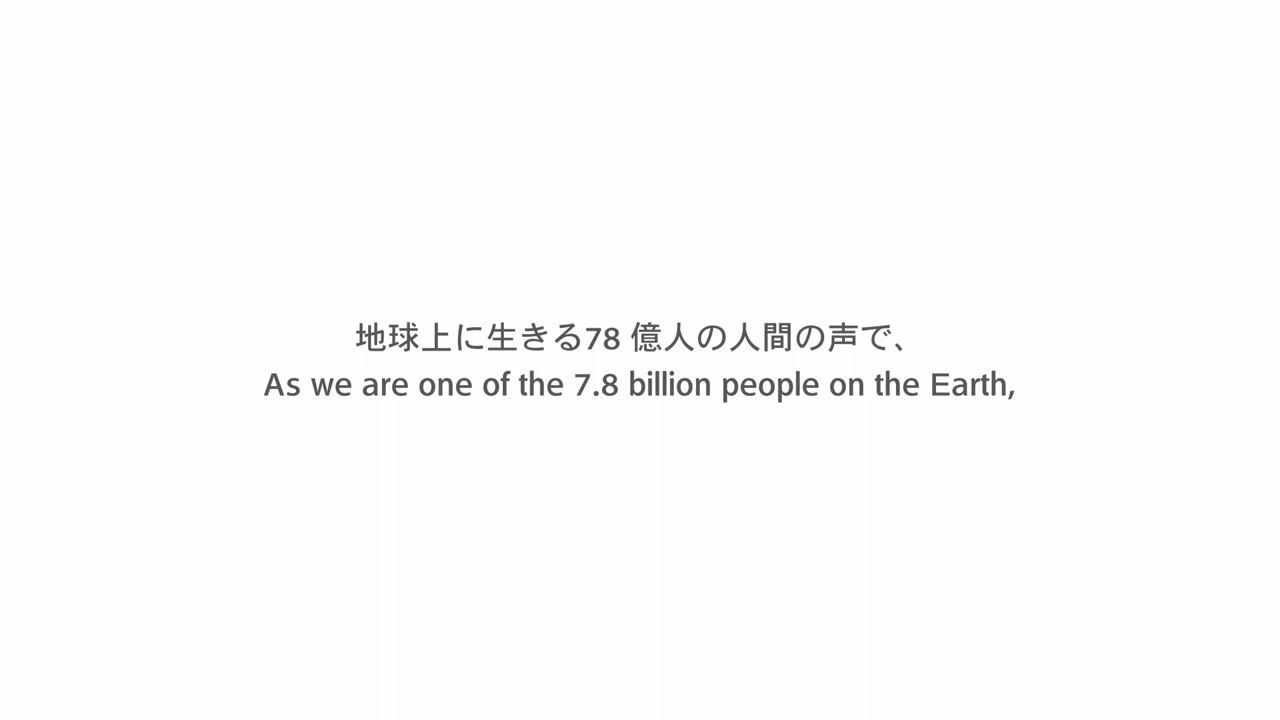 地球上に生きる78 億人の人間の声で、
As we are one of the 7.8 billion people on the Earth,